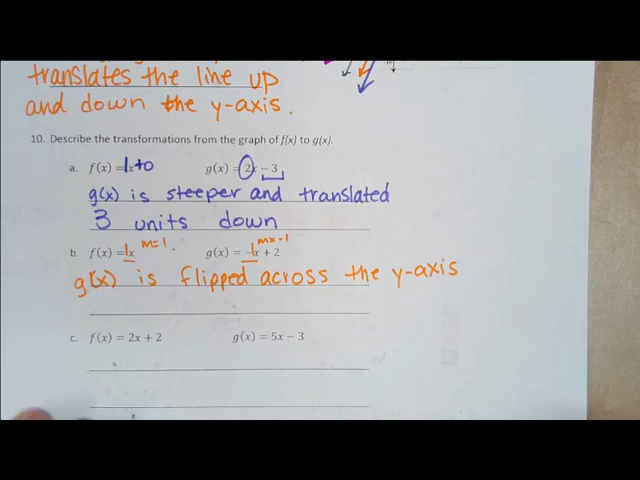 translates the line up
and down the y-axis.
10. Describe the transformations from the graph of f(x) to g(x).
a. f(x) = 1x+0 g(x) = 2x − 3
g(x) is steeper and translated
3 units down
m=1 m=-1
b. f(x) = 1x g(x) = -1x + 2
g(x) is flipped across the y-axis
c. f(x) = 2x + 2 g(x) = 5x − 3